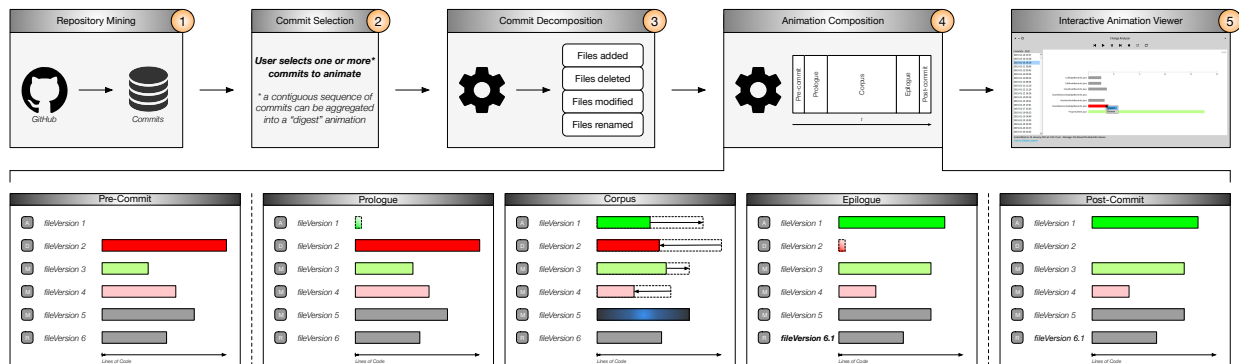 Repository Mining
1
GitHub
Commits
Commit Selection
2
User selects one or more*
commits to animate
* a contiguous sequence of
commits can be aggregated
into a "digest" animation
Commit Decomposition
3
Files added
Files deleted
Files modified
Files renamed
Animation Composition
4
Pre-commit
Prologue
Corpus
Epilogue
Post-commit
t
Interactive Animation Viewer
5
Pre-Commit
A fileVersion 1
D fileVersion 2
M fileVersion 3
M fileVersion 4
M fileVersion 5
R fileVersion 6
Lines of Code
Prologue
A fileVersion 1
D fileVersion 2
M fileVersion 3
M fileVersion 4
M fileVersion 5
R fileVersion 6
Lines of Code
Corpus
A fileVersion 1
D fileVersion 2
M fileVersion 3
M fileVersion 4
M fileVersion 5
R fileVersion 6
Lines of Code
Epilogue
A fileVersion 1
D fileVersion 2
M fileVersion 3
M fileVersion 4
M fileVersion 5
R fileVersion 6.1
Lines of Code
Post-Commit
A fileVersion 1
D fileVersion 2
M fileVersion 3
M fileVersion 4
M fileVersion 5
R fileVersion 6.1
Lines of Code